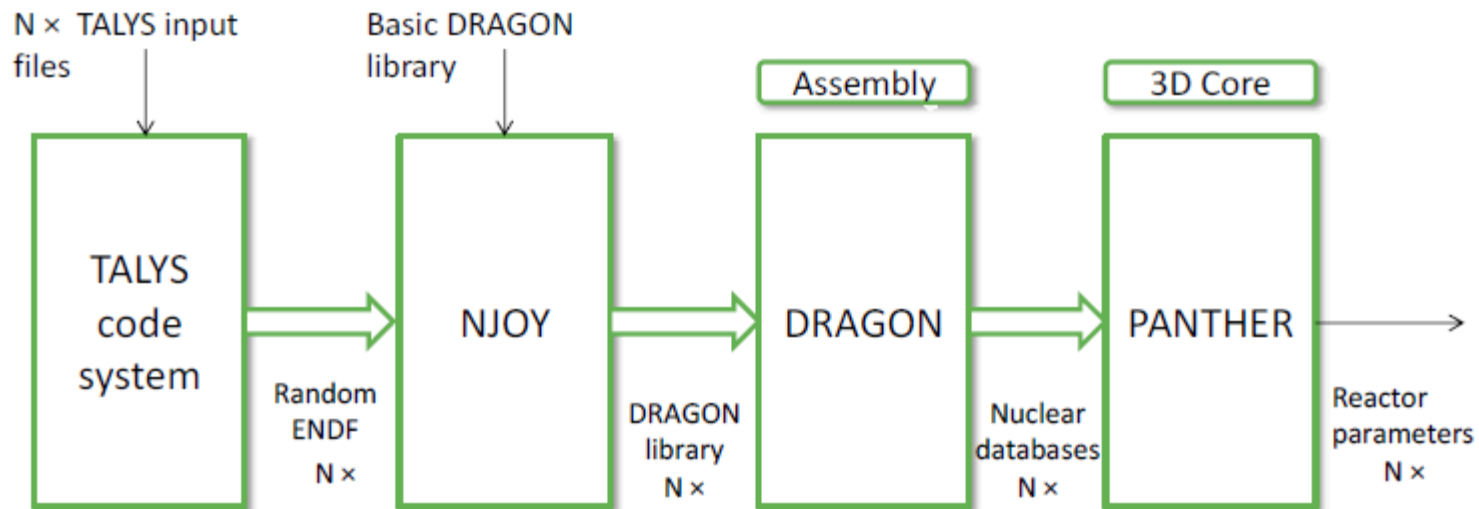 N × TALYS input
files
Basic DRAGON
library
Assembly
3D Core
TALYS
code
system
NJOY
DRAGON
PANTHER
Random
ENDF
N ×
DRAGON
library
N ×
Nuclear
databases
N ×
Reactor
parameters
N ×